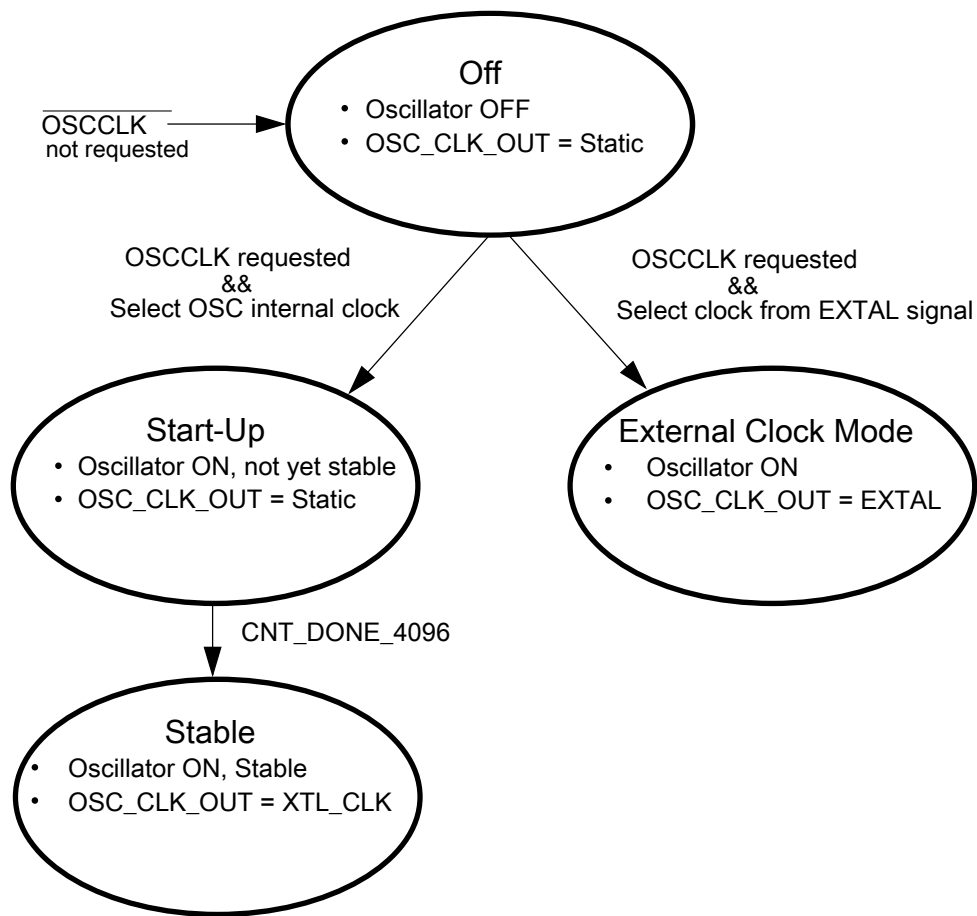 Off
• Oscillator OFF
• OSC_CLK_OUT = Static
OSCCLK
not requested
OSCCLK requested
&&
Select OSC internal clock
OSCCLK requested
&&
Select clock from EXTAL signal
Start-Up
• Oscillator ON, not yet stable
• OSC_CLK_OUT = Static
External Clock Mode
• Oscillator ON
• OSC_CLK_OUT = EXTAL
CNT_DONE_4096
Stable
• Oscillator ON, Stable
• OSC_CLK_OUT = XTL_CLK